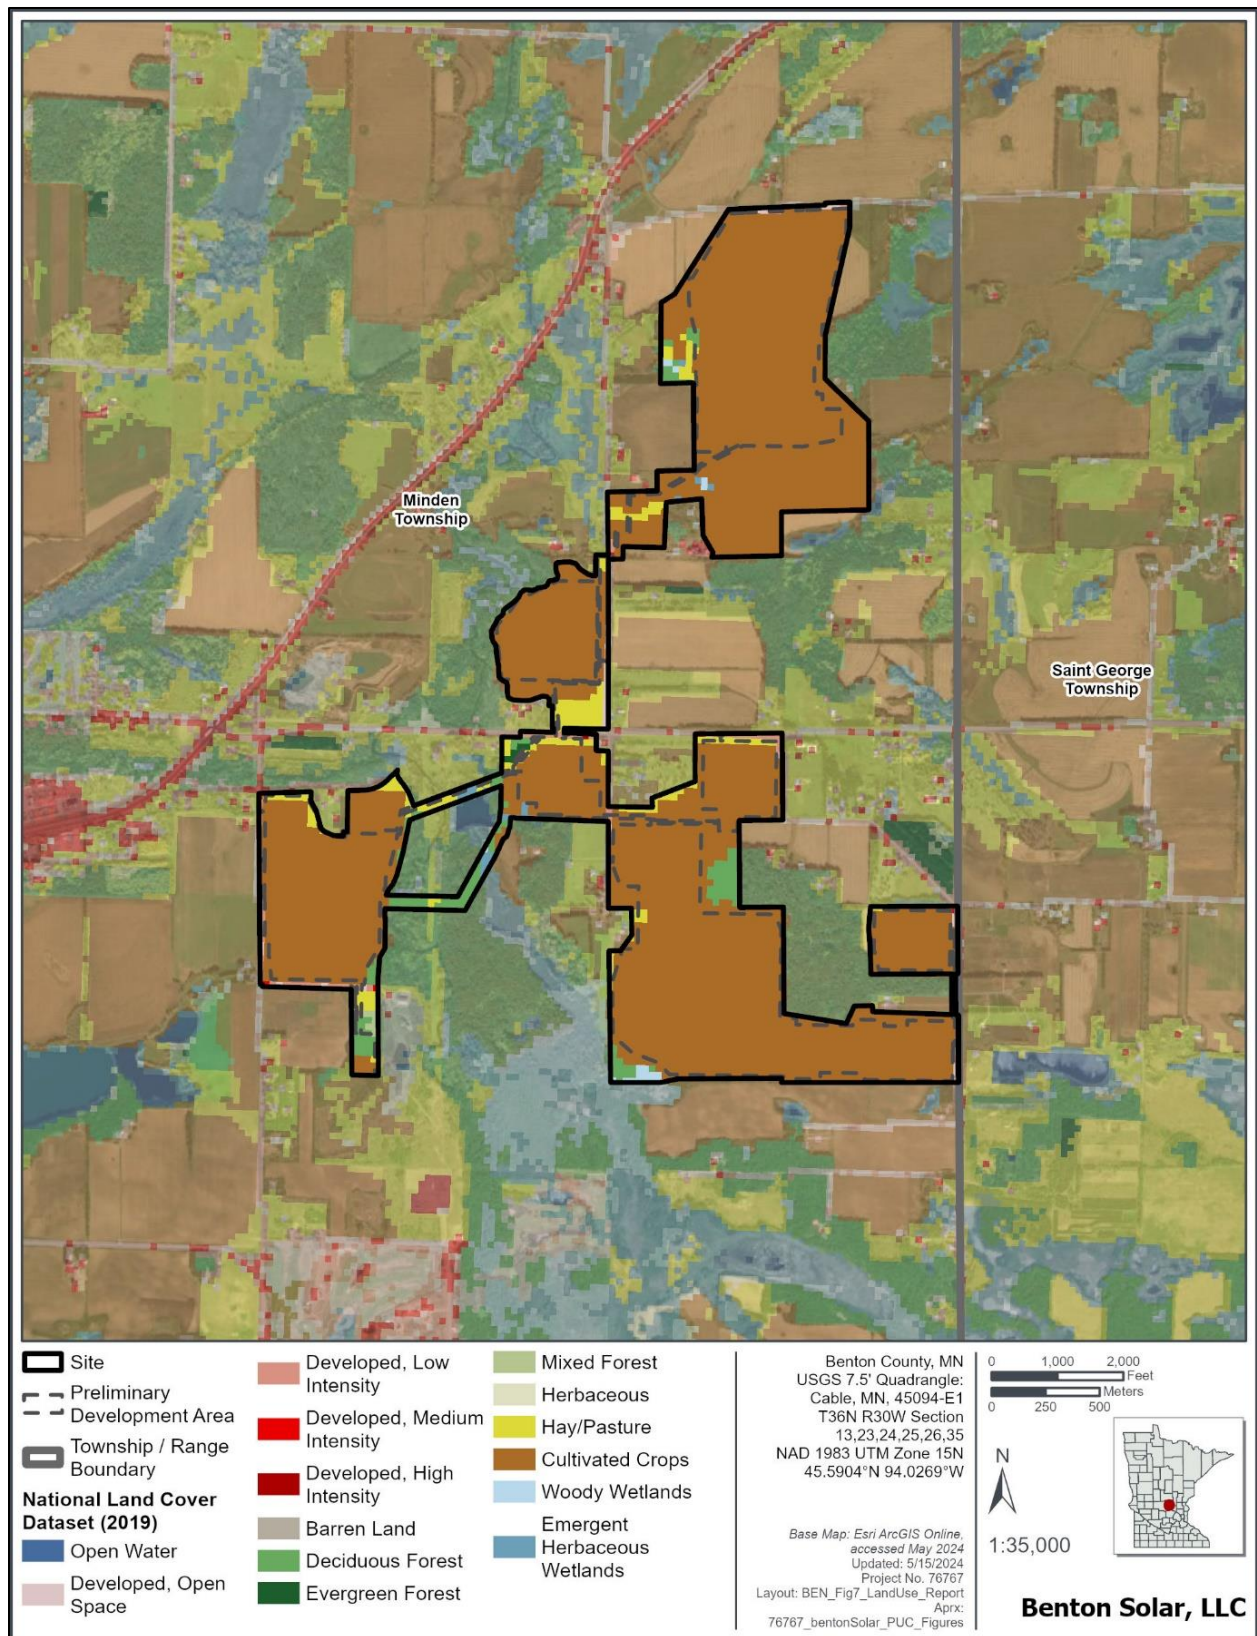 Minden
Township
Saint George
Township
Site
Preliminary
Development Area
Township / Range
Boundary
National Land Cover
Dataset (2019)
Open Water
Developed, Open
Space
Developed, Low
Intensity
Developed, Medium
Intensity
Developed, High
Intensity
Barren Land
Deciduous Forest
Evergreen Forest
Mixed Forest
Herbaceous
Hay/Pasture
Cultivated Crops
Woody Wetlands
Emergent
Herbaceous
Wetlands
Benton County, MN
USGS 7.5' Quadrangle:
Cable, MN, 45094-E1
T36N R30W Section
13,23,24,25,26,35
NAD 1983 UTM Zone 15N
45.5904°N 94.0269°W
Base Map: Esri ArcGIS Online,
accessed May 2024
Updated: 5/15/2024
Project No. 76767
Layout: BEN_Fig7_LandUse_Report
Aprx:
76767_bentonSolar_PUC_Figures
0 1,000 2,000
Feet
Meters
0 250 500
N
1:35,000
Benton Solar, LLC